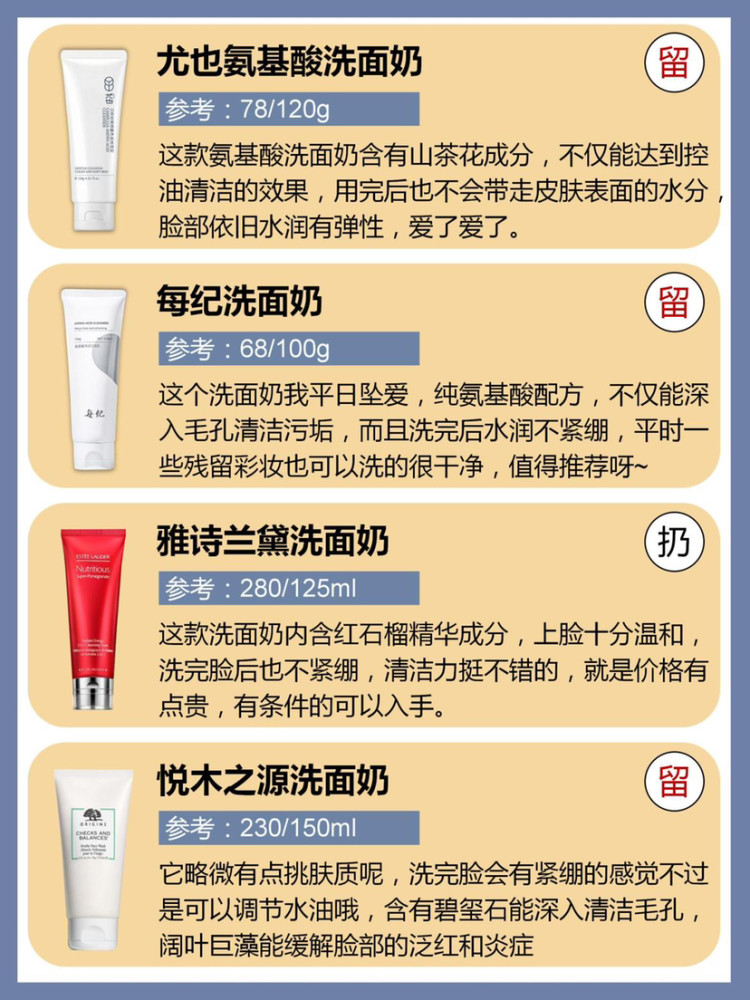 尤也氨基酸洗面奶
留
参考：78/120g
这款氨基酸洗面奶含有山茶花成分，不仅能达到控
油清洁的效果，用完后也不会带走皮肤表面的水分，
脸部依旧水润有弹性，爱了爱了。
每纪洗面奶
留
参考：68/100g
这个洗面奶我平日坠爱，纯氨基酸配方，不仅能深
入毛孔清洁污垢，而且洗完后水润不紧绷，平时一
些残留彩妆也可以洗的很干净，值得推荐呀~
每纪
雅诗兰黛洗面奶
扔
参考：280/125ml
这款洗面奶内含红石榴精华成分，上脸十分温和，
洗完脸后也不紧绷，清洁力挺不错的，就是价格有
点贵，有条件的可以入手。
ESTEE LAUDER
Nutritious
Super-Pomegranate
悦木之源洗面奶
留
参考：230/150ml
它略微有点挑肤质呢，洗完脸会有紧绷的感觉不过
是可以调节水油哦，含有碧玺石能深入清洁毛孔，
阔叶巨藻能缓解脸部的泛红和炎症
ORIGINS
CHECKS AND
BALANCES